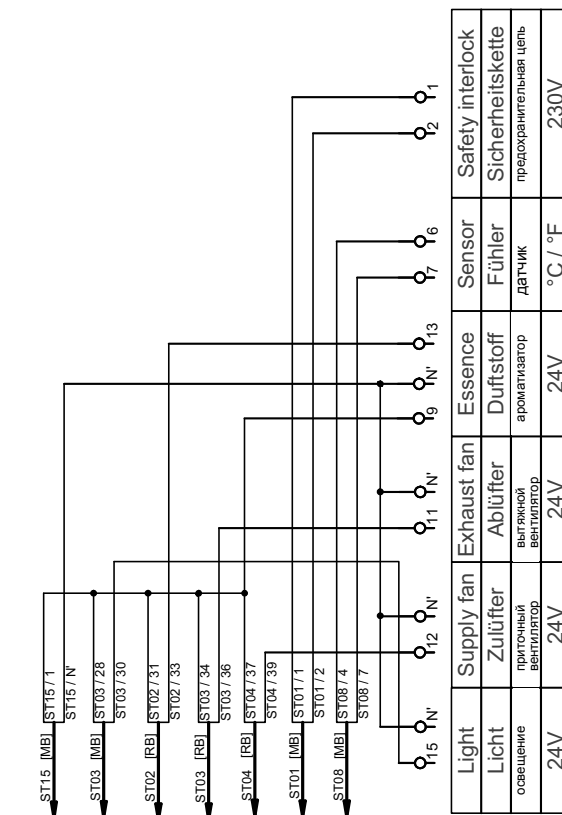 1
2
6
7
13
N'
9
N'
11
N'
12
N'
15
Safety interlock
Sicherheitskette
предохранительная цепь
230V
Sensor
Fühler
датчик
°C / °F
Essence
Duftstoff
ароматизатор
24V
Exhaust fan
Ablüfter
вытяжной
вентилятор
24V
Supply fan
Zulüfter
приточный
вентилятор
24V
Light
Licht
освещение
24V
ST15 / 1
ST15 / N'
ST03 / 28
ST03 / 30
ST02 / 31
ST02 / 33
ST03 / 34
ST03 / 36
ST04 / 37
ST04 / 39
ST01 / 1
ST01 / 2
ST08 / 4
ST08 / 7
ST15 [MB]
ST03 [MB]
ST02 [RB]
ST03 [RB]
ST04 [RB]
ST01 [MB]
ST08 [MB]